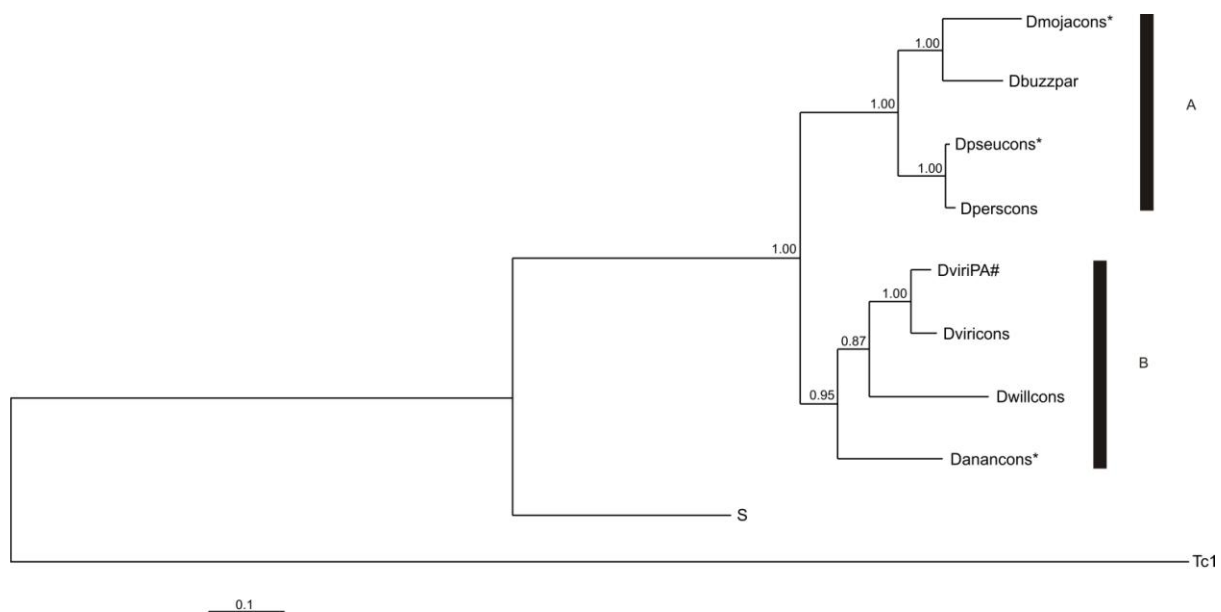 Dmojacons*
1.00
Dbuzzpar
A
1.00
Dpseucons*
1.00
Dperscons
1.00
DviriPA#
1.00
Dviricons
0.87
B
Dwillcons
0.95
Danancons*
S
Tc1
0.1